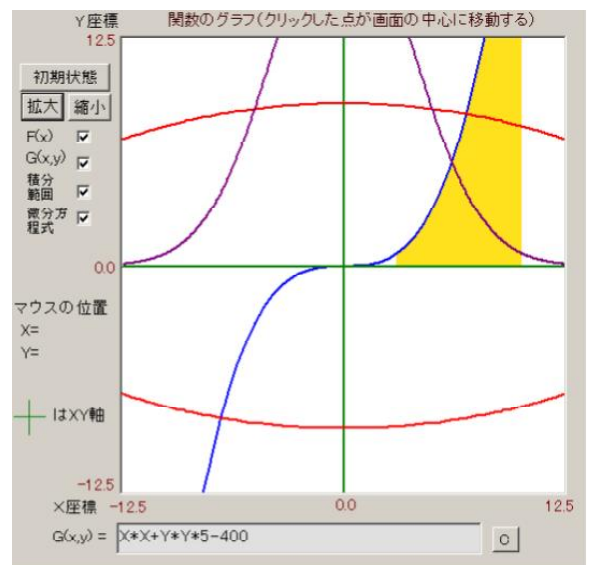 Y座標 関数のグラフ(クリックした点が画面の中心に移動する)
12.5
初期状態
拡大 縮小
F(x)
G(x,y)
積分
範囲
微分方
程式
0.0
マウスの位置
X=
Y=
はXY軸
-12.5
X座標 -12.5 0.0 12.5
G(x,y) = X*X+Y*Y*5-400 C